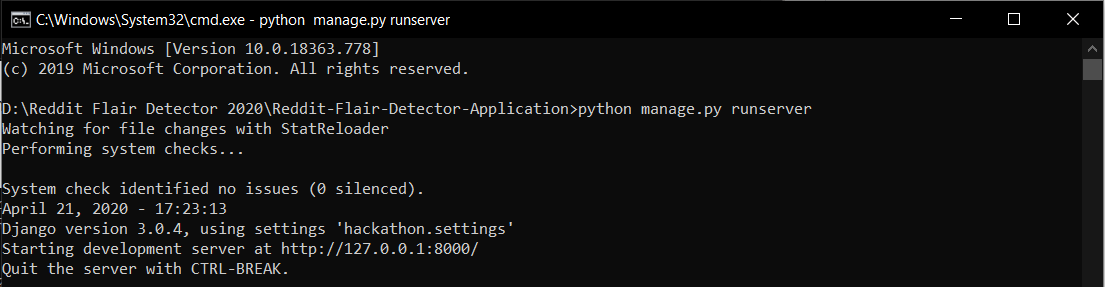 C:\Windows\System32\cmd.exe - python  manage.py runserver
Microsoft Windows [Version 10.0.18363.778]
(c) 2019 Microsoft Corporation. All rights reserved.
D:\Reddit Flair Detector 2020\Reddit-Flair-Detector-Application>python manage.py runserver
Watching for file changes with StatReloader
Performing system checks...
System check identified no issues (0 silenced).
April 21, 2020 - 17:23:13
Django version 3.0.4, using settings 'hackathon.settings'
Starting development server at http://127.0.0.1:8000/
Quit the server with CTRL-BREAK.